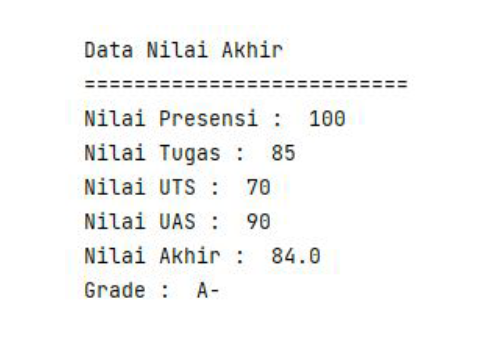 Data Nilai Akhir
==========================
Nilai Presensi :  100
Nilai Tugas :  85
Nilai UTS :  70
Nilai UAS :  90
Nilai Akhir :  84.0
Grade :  A-